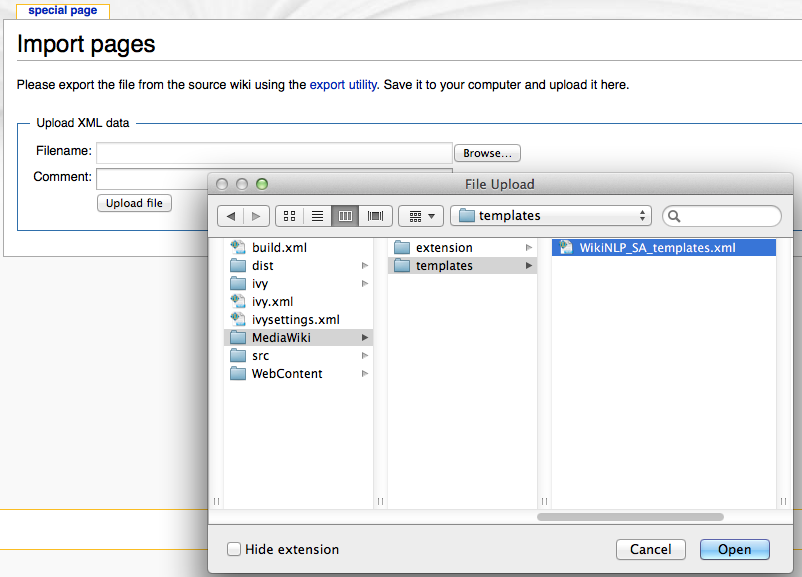 special page
Import pages
Please export the file from the source wiki using the export utility. Save it to your computer and upload it here.
Upload XML data
Filename:
Browse...
Comment:
Upload file
File Upload
templates
build.xml
dist
ivy
ivy.xml
ivysettings.xml
MediaWiki
src
WebContent
extension
templates
WikiNLP_SA_templates.xml
Hide extension
Cancel
Open